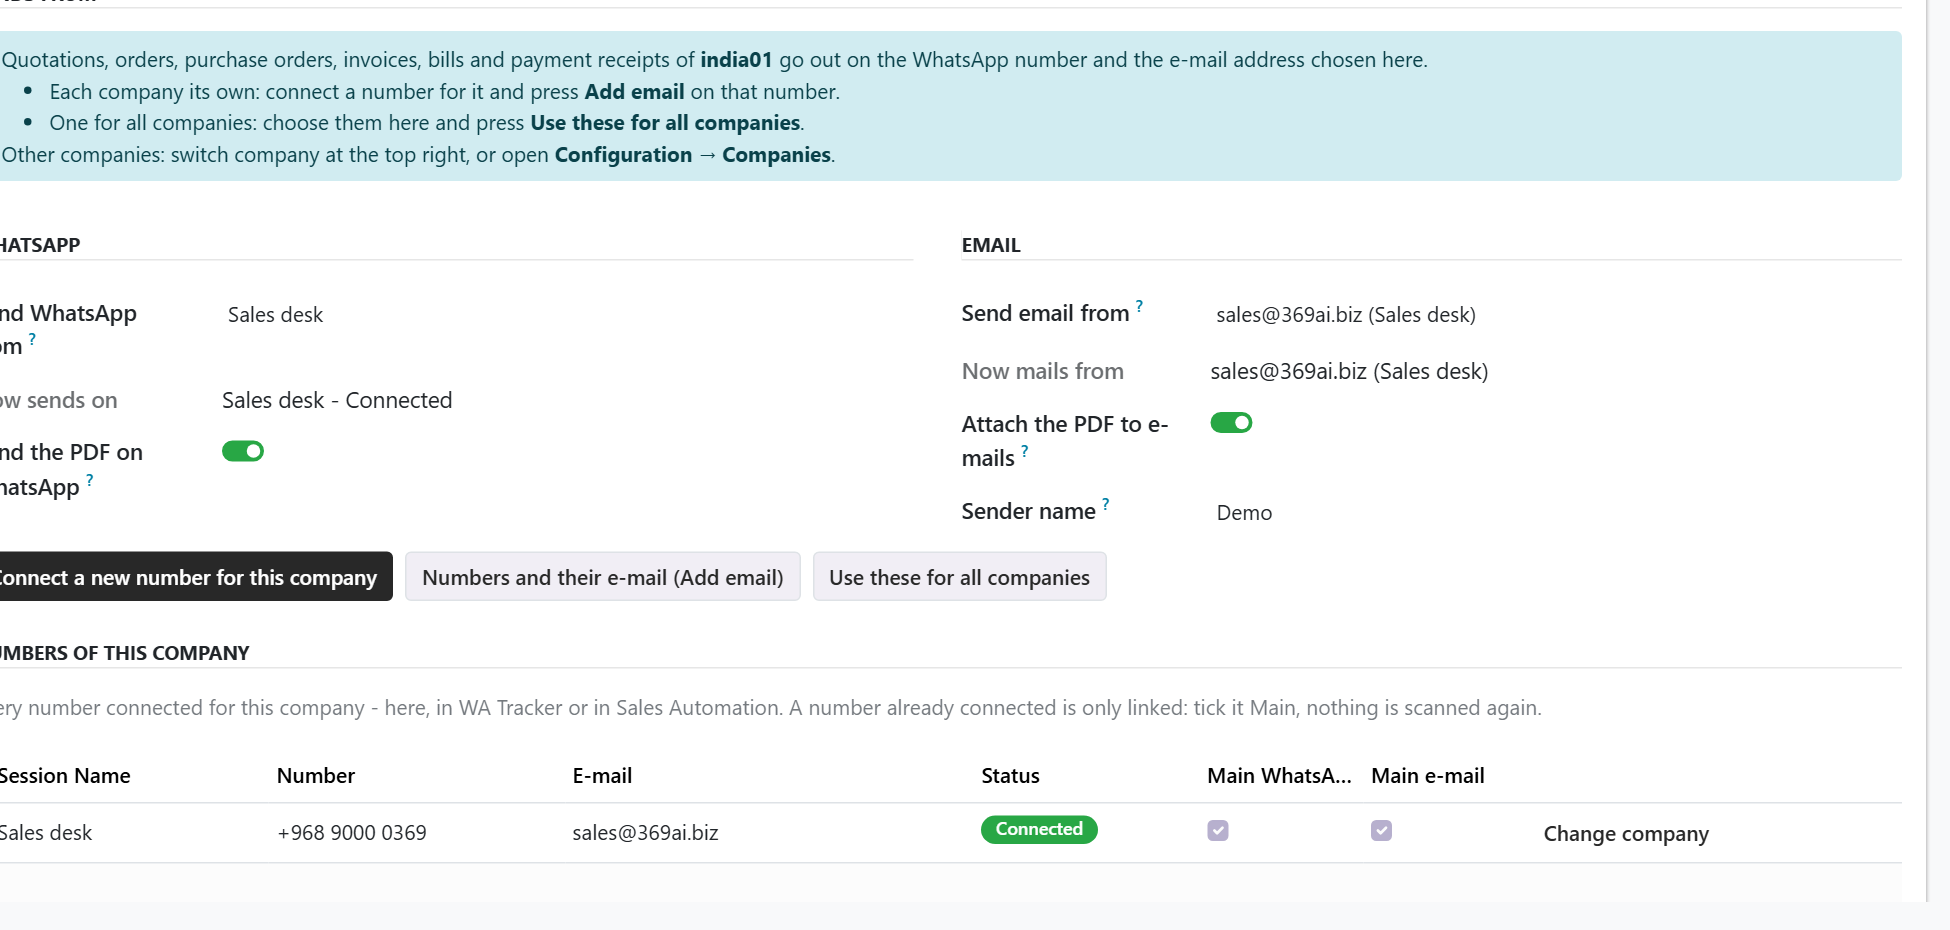 Quotations, orders, purchase orders, invoices, bills and payment receipts of india01 go out on the WhatsApp number and the e-mail address chosen here.
• Each company its own: connect a number for it and press Add email on that number.
• One for all companies: choose them here and press Use these for all companies.
Other companies: switch company at the top right, or open Configuration → Companies.
HATSAPP
EMAIL
nd WhatsApp
om ?
Sales desk
Send email from ?
sales@369ai.biz (Sales desk)
Now mails from
sales@369ai.biz (Sales desk)
ow sends on
Sales desk - Connected
Attach the PDF to e-
mails ?
nd the PDF on
hatsApp ?
Sender name ?
Demo
Connect a new number for this company
Numbers and their e-mail (Add email)
Use these for all companies
UMBERS OF THIS COMPANY
ery number connected for this company - here, in WA Tracker or in Sales Automation. A number already connected is only linked: tick it Main, nothing is scanned again.
Session Name Number E-mail Status Main WhatsA... Main e-mail
Sales desk +968 9000 0369 sales@369ai.biz Connected Change company